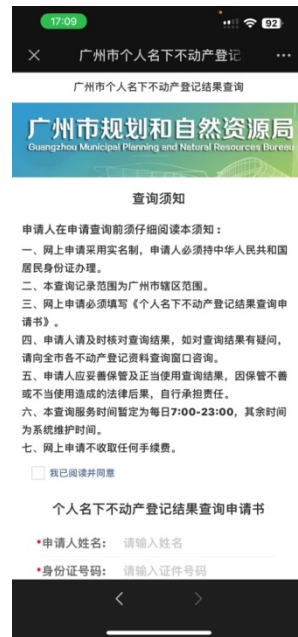 17:09
92
广州市个人名下不动产登记
广州市个人名下不动产登记结果查询
广州市规划和自然资源局
Guangzhou Municipal Planning and Natural Resources Bureau
查询须知
申请人在申请查询前须仔细阅读本须知：
一、网上申请采用实名制，申请人必须持中华人民共和国
居民身份证办理。
二、本查询记录范围为广州市辖区范围。
三、网上申请必须填写《个人名下不动产登记结果查询申
请书》。
四、申请人请及时核对查询结果，如对查询结果有疑问，
请向全市各不动产登记资料查询窗口咨询。
五、申请人应妥善保管及正当使用查询结果，因保管不善
或不当使用造成的法律后果，自行承担责任。
六、本查询服务时间暂定为每日7:00-23:00，其余时间
为系统维护时间。
七、网上申请不收取任何手续费。
我已阅读并同意
个人名下不动产登记结果查询申请书
*申请人姓名： 请输入姓名
*身份证号码： 请输入证件号码